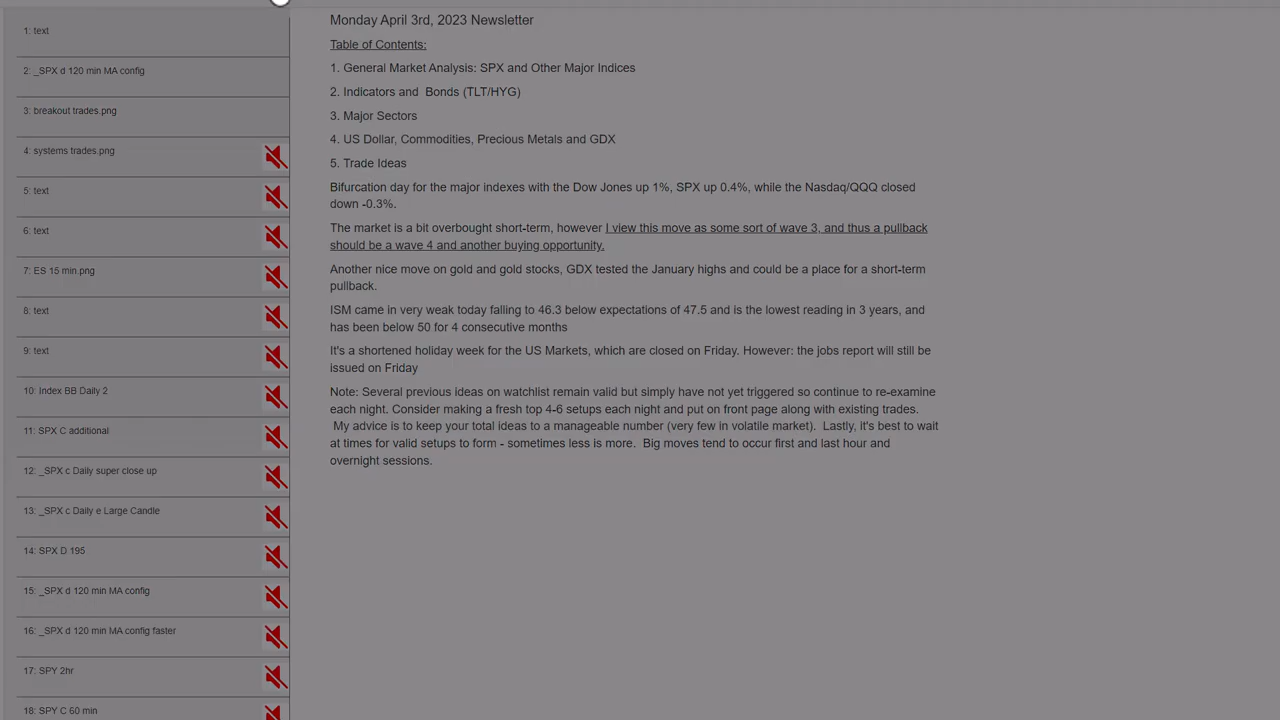 1: text
2: _SPX d 120 min MA config
3: breakout trades.png
4: systems trades.png
5: text
6: text
7: ES 15 min.png
8: text
9: text
10: Index BB Daily 2
11: SPX C additional
12: _SPX c Daily super close up
13: _SPX c Daily e Large Candle
14: SPX D 195
15: _SPX d 120 min MA config
16: _SPX d 120 min MA config faster
17: SPY 2hr
18: SPY C 60 min
Monday April 3rd, 2023 Newsletter
Table of Contents:
1. General Market Analysis: SPX and Other Major Indices
2. Indicators and  Bonds (TLT/HYG)
3. Major Sectors
4. US Dollar, Commodities, Precious Metals and GDX
5. Trade Ideas
Bifurcation day for the major indexes with the Dow Jones up 1%, SPX up 0.4%, while the Nasdaq/QQQ closed
down -0.3%.
The market is a bit overbought short-term, however I view this move as some sort of wave 3, and thus a pullback
should be a wave 4 and another buying opportunity.
Another nice move on gold and gold stocks, GDX tested the January highs and could be a place for a short-term
pullback.
ISM came in very weak today falling to 46.3 below expectations of 47.5 and is the lowest reading in 3 years, and
has been below 50 for 4 consecutive months
It's a shortened holiday week for the US Markets, which are closed on Friday. However: the jobs report will still be
issued on Friday
Note: Several previous ideas on watchlist remain valid but simply have not yet triggered so continue to re-examine
each night. Consider making a fresh top 4-6 setups each night and put on front page along with existing trades.
My advice is to keep your total ideas to a manageable number (very few in volatile market).  Lastly, it's best to wait
at times for valid setups to form - sometimes less is more.  Big moves tend to occur first and last hour and
overnight sessions.